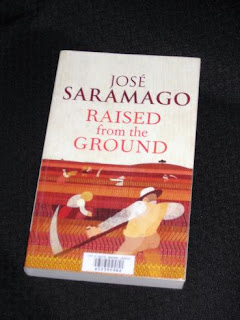 JOSÉ
SARAMAGO
RAISED
from the
GROUND